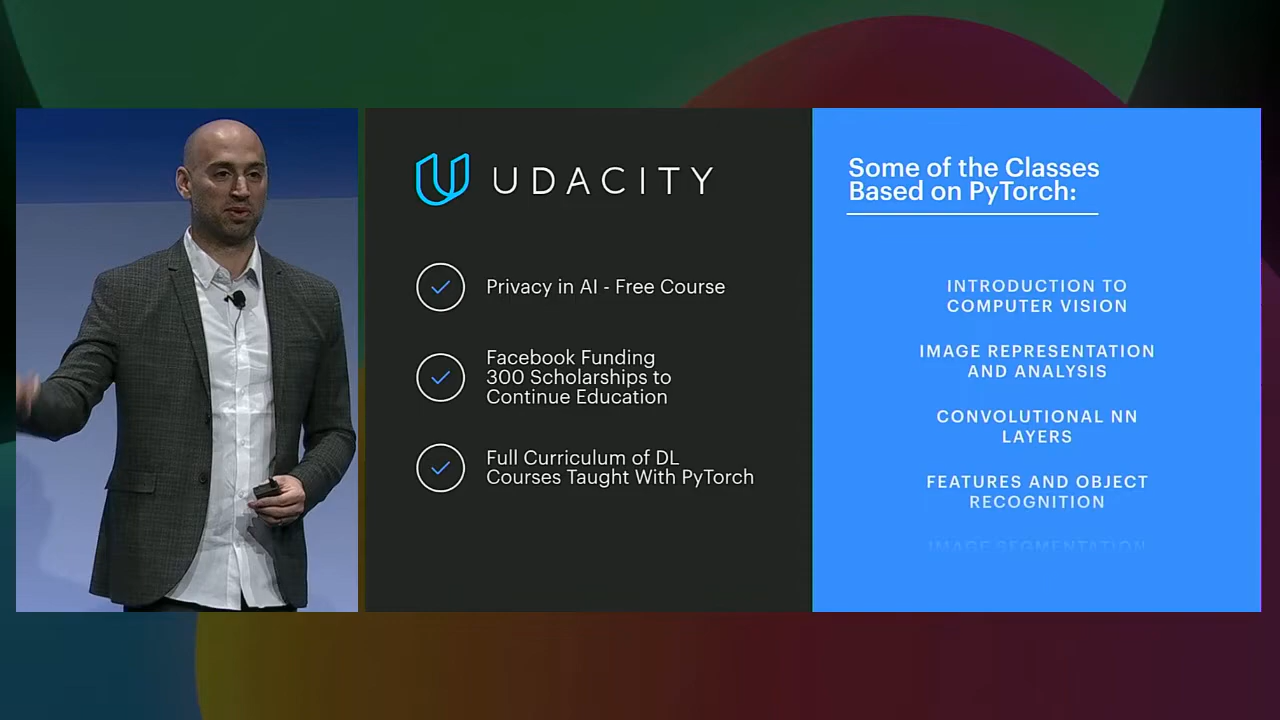 UDACITY
Privacy in AI - Free Course
Facebook Funding
300 Scholarships to
Continue Education
Full Curriculum of DL
Courses Taught With PyTorch
Some of the Classes
Based on PyTorch:
INTRODUCTION TO
COMPUTER VISION
IMAGE REPRESENTATION
AND ANALYSIS
CONVOLUTIONAL NN
LAYERS
FEATURES AND OBJECT
RECOGNITION
IMAGE SEGMENTATION